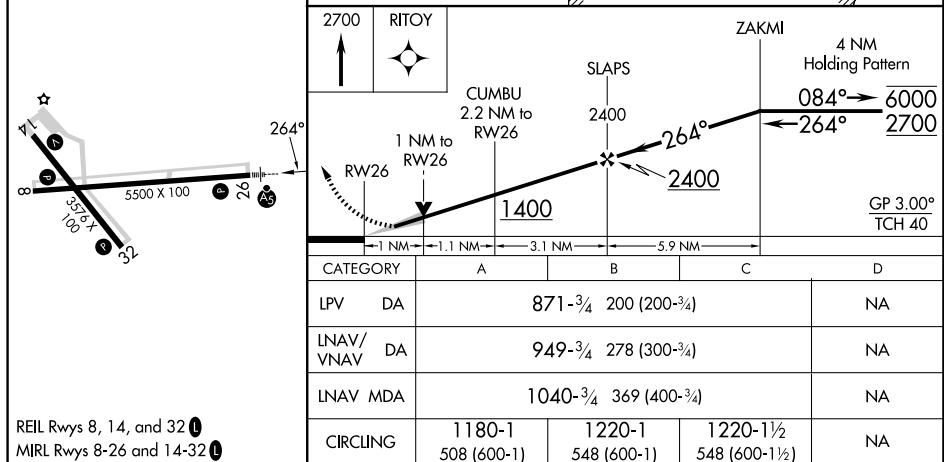 2700
RITOY
ZAKMI
4 NM
Holding Pattern
SLAPS
2400
084°
6000
264°
2700
264°
CUMBU
2.2 NM to
RW26
1 NM to
RW26
RW26
2400
1400
GP 3.00°
TCH 40
1 NM
1.1 NM
3.1 NM
5.9 NM
264°
14
V
P
8
5500 X 100
P
26
A5
3576 X
100
P
32
REIL Rwys 8, 14, and 32 L
MIRL Rwys 8-26 and 14-32 L
CATEGORY A B C D
LPV DA 871-¾ 200 (200-¾) NA
LNAV/
VNAV DA 949-¾ 278 (300-¾) NA
LNAV MDA 1040-¾ 369 (400-¾) NA
CIRCLING 1180-1 1220-1 1220-1½ NA
508 (600-1) 548 (600-1) 548 (600-1½)